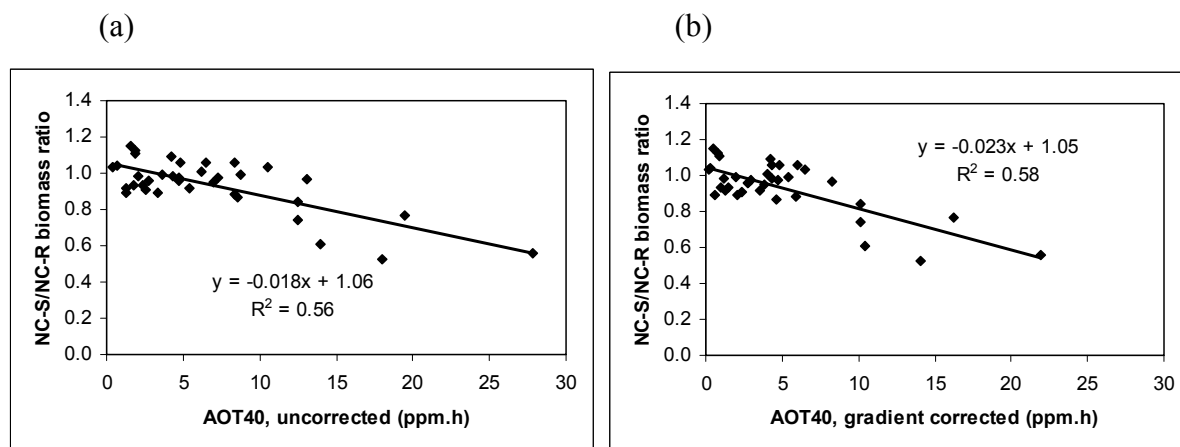 (a)
(b)
NC-S/NC-R biomass ratio
1.4
1.2
1.0
0.8
0.6
0.4
0.2
0.0
y = -0.018x + 1.06
R² = 0.56
0 5 10 15 20 25 30
AOT40, uncorrected (ppm.h)
NC-S/NC-R biomass ratio
1.4
1.2
1.0
0.8
0.6
0.4
0.2
0.0
y = -0.023x + 1.05
R² = 0.58
0 5 10 15 20 25 30
AOT40, gradient corrected (ppm.h)